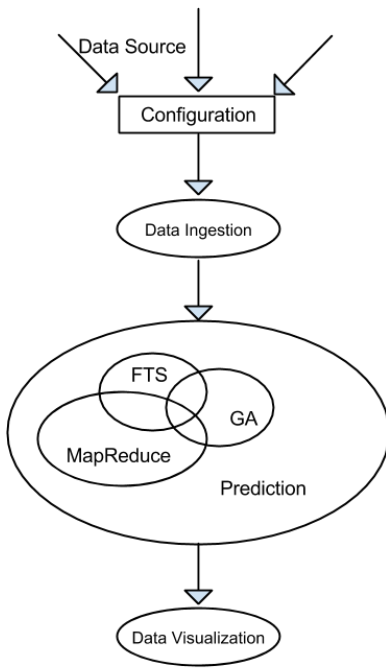 Data Source
Configuration
Data Ingestion
FTS
GA
MapReduce
Prediction
Data Visualization